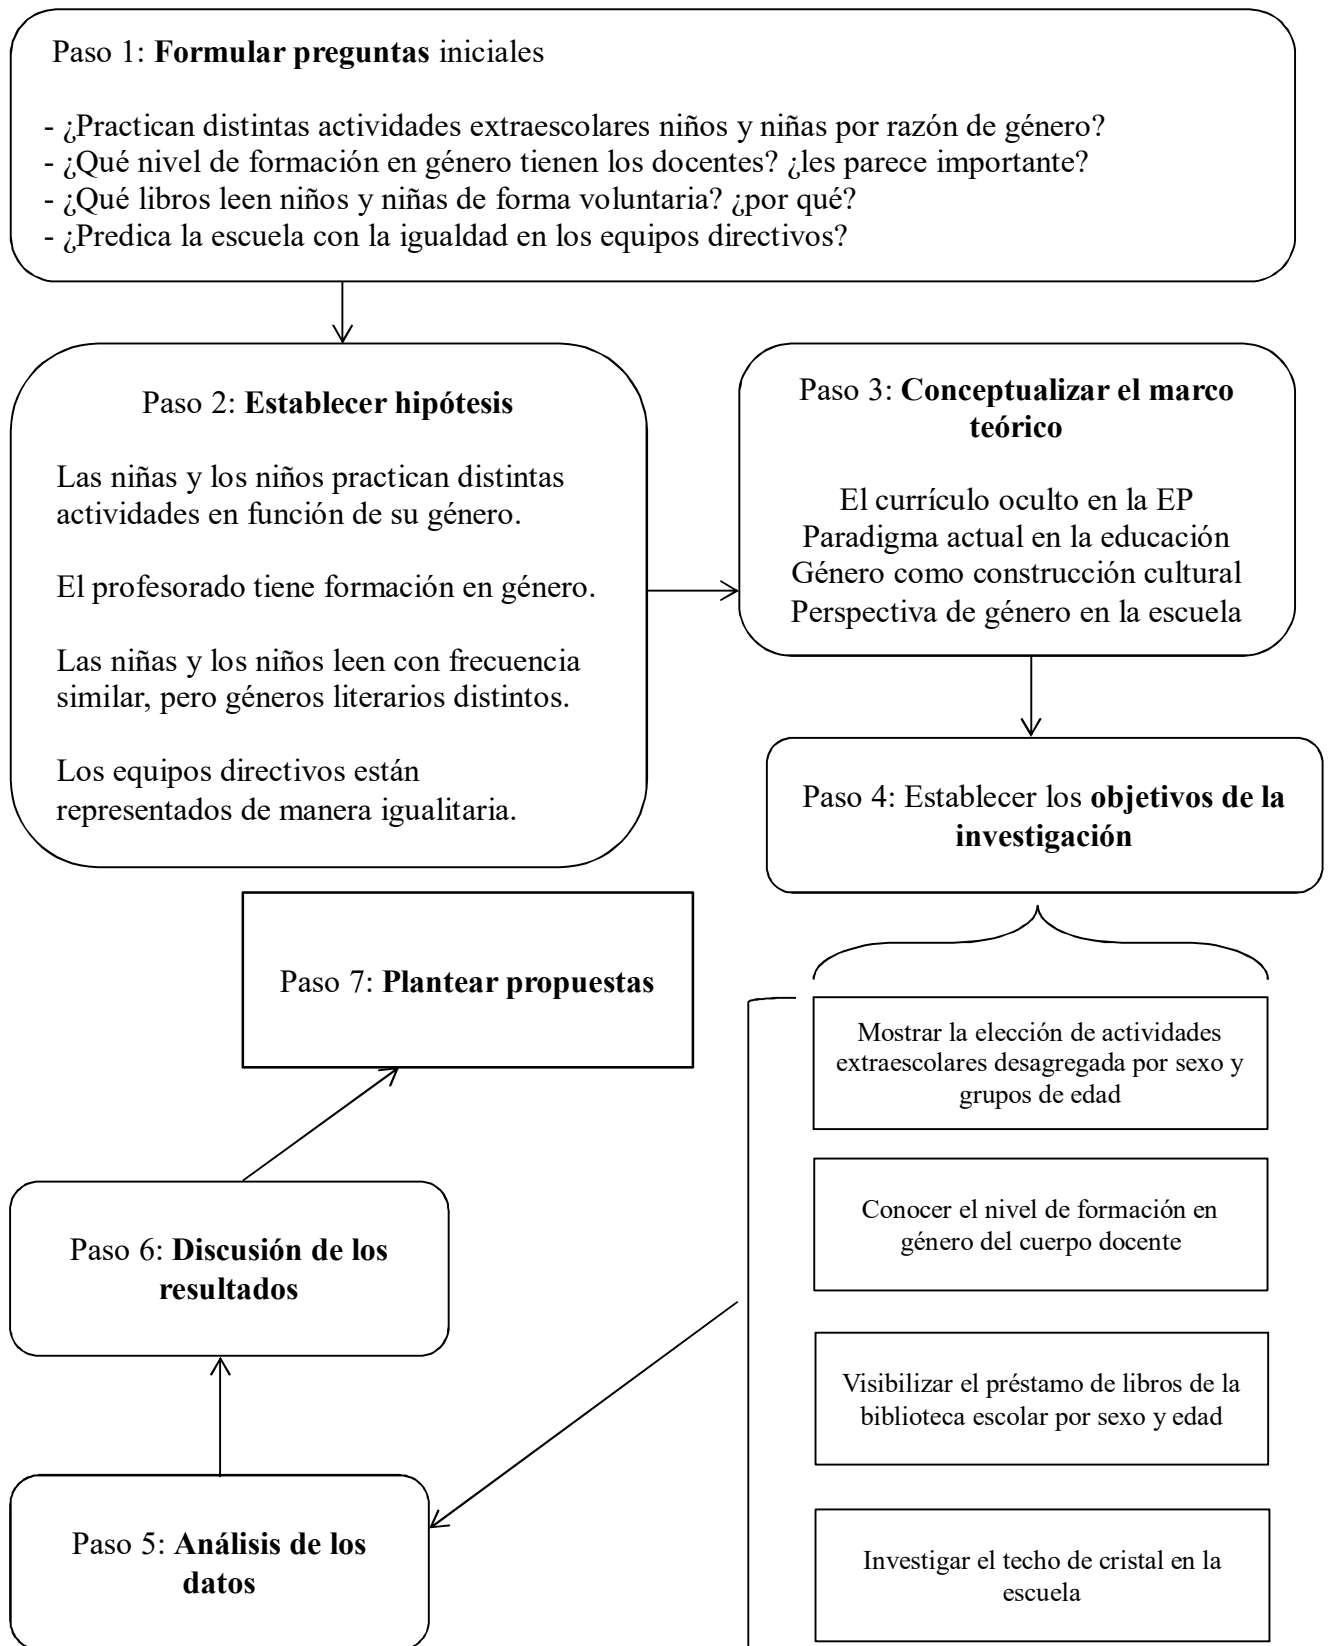 Paso 1: Formular preguntas iniciales
- ¿Practican distintas actividades extraescolares niños y niñas por razón de género?
- ¿Qué nivel de formación en género tienen los docentes? ¿les parece importante?
- ¿Qué libros leen niños y niñas de forma voluntaria? ¿por qué?
- ¿Predica la escuela con la igualdad en los equipos directivos?
Paso 2: Establecer hipótesis
Las niñas y los niños practican distintas
actividades en función de su género.
El profesorado tiene formación en género.
Las niñas y los niños leen con frecuencia
similar, pero géneros literarios distintos.
Los equipos directivos están
representados de manera igualitaria.
Paso 3: Conceptualizar el marco
teórico
El currículo oculto en la EP
Paradigma actual en la educación
Género como construcción cultural
Perspectiva de género en la escuela
Paso 4: Establecer los objetivos de la
investigación
Mostrar la elección de actividades
extraescolares desagregada por sexo y
grupos de edad
Conocer el nivel de formación en
género del cuerpo docente
Visibilizar el préstamo de libros de la
biblioteca escolar por sexo y edad
Investigar el techo de cristal en la
escuela
Paso 5: Análisis de los
datos
Paso 6: Discusión de los
resultados
Paso 7: Plantear propuestas